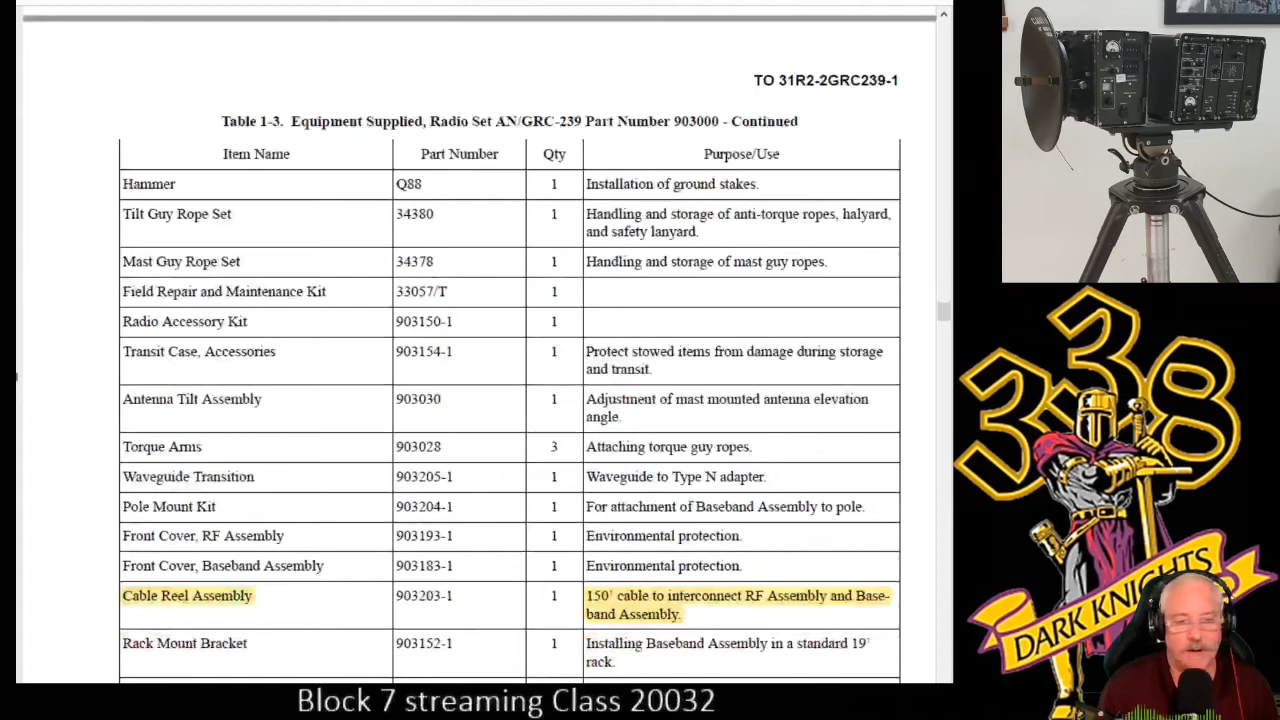 TO 31R2-2GRC239-1
Table 1-3. Equipment Supplied, Radio Set AN/GRC-239 Part Number 903000 - Continued
Item Name Part Number Qty Purpose/Use
Hammer Q88 1 Installation of ground stakes.
Tilt Guy Rope Set 34380 1 Handling and storage of anti-torque ropes, halyard,
and safety lanyard.
Mast Guy Rope Set 34378 1 Handling and storage of mast guy ropes.
Field Repair and Maintenance Kit 33057/T 1
Radio Accessory Kit 903150-1 1
Transit Case, Accessories 903154-1 1 Protect stowed items from damage during storage
and transit.
Antenna Tilt Assembly 903030 1 Adjustment of mast mounted antenna elevation
angle.
Torque Arms 903028 3 Attaching torque guy ropes.
Waveguide Transition 903205-1 1 Waveguide to Type N adapter.
Pole Mount Kit 903204-1 1 For attachment of Baseband Assembly to pole.
Front Cover, RF Assembly 903193-1 1 Environmental protection.
Front Cover, Baseband Assembly 903183-1 1 Environmental protection.
Cable Reel Assembly 903203-1 1 150' cable to interconnect RF Assembly and Base-
band Assembly.
Rack Mount Bracket 903152-1 1 Installing Baseband Assembly in a standard 19'
rack.
338
DARK KNIGHTS
Block 7 streaming Class 20032